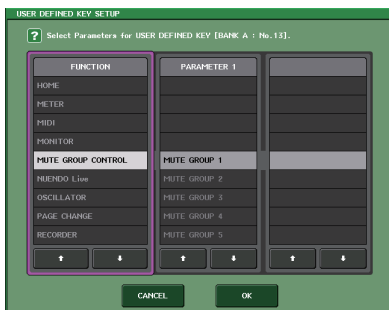 USER DEFINED KEY SETUP
? Select Parameters for USER DEFINED KEY [BANK A : No.13].
FUNCTION
PARAMETER 1
HOME
METER
MIDI
MONITOR
MUTE GROUP CONTROL
MUTE GROUP 1
NUENDO Live
MUTE GROUP 2
OSCILLATOR
MUTE GROUP 3
PAGE CHANGE
MUTE GROUP 4
RECORDER
MUTE GROUP 5
CANCEL
OK